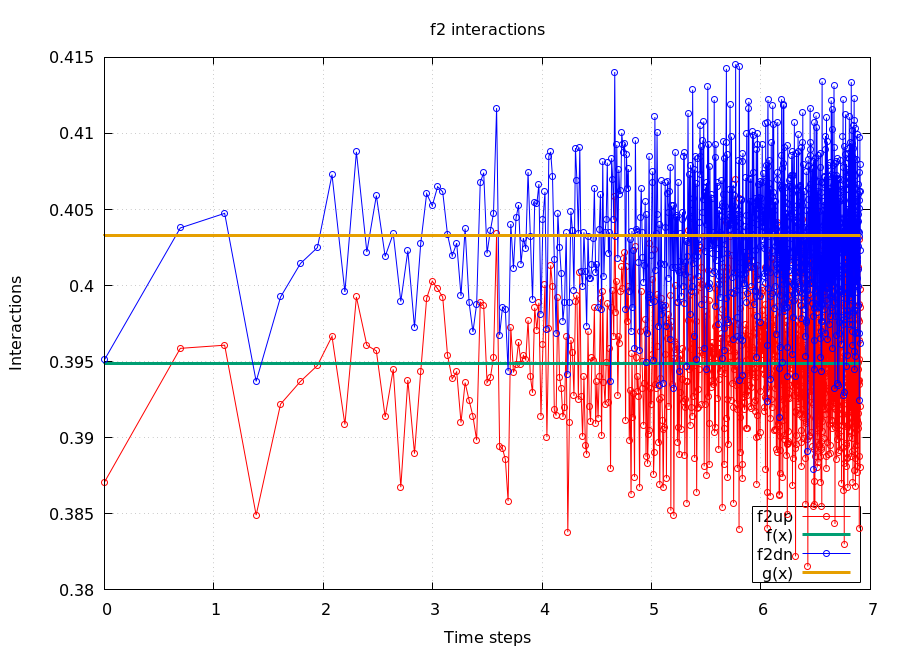 f2 interactions
0.415
0.41
0.405
0.4
0.395
0.39
0.385
0.38
Interactions
f2up
f(x)
f2dn
g(x)
0 1 2 3 4 5 6 7
Time steps